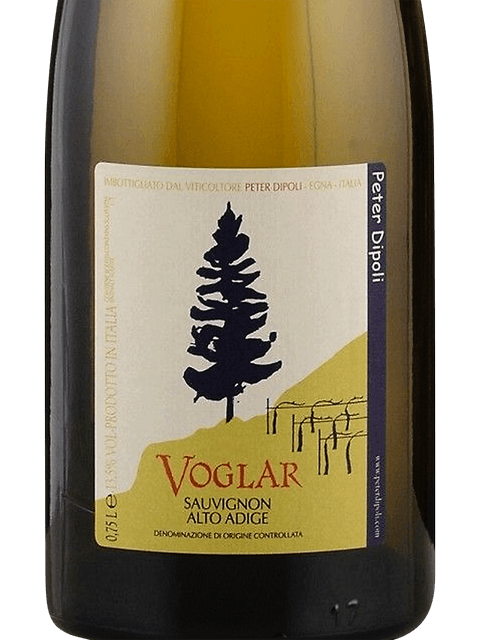 IMBOTTIGLIATO DAL VITICOLTORE PETER DIPOLI - EGNA - ITALIA
Peter Dipoli
VOGLAR
SAUVIGNON
ALTO ADIGE
DENOMINAZIONE DI ORIGINE CONTROLLATA
0,75 L e 13,5% VOL - PRODOTTO IN ITALIA
www.peterdipoli.com
17